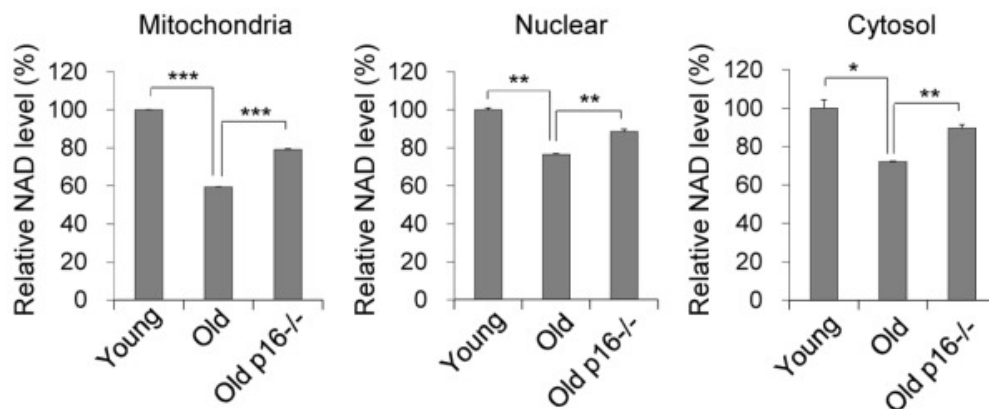 Mitochondria
Relative NAD level (%)
120
100
80
60
40
20
0
***
***
Young
Old
Old p16-/-
Nuclear
Relative NAD level (%)
120
100
80
60
40
20
0
**
**
Young
Old
Old p16-/-
Cytosol
Relative NAD level (%)
120
100
80
60
40
20
0
*
**
Young
Old
Old p16-/-